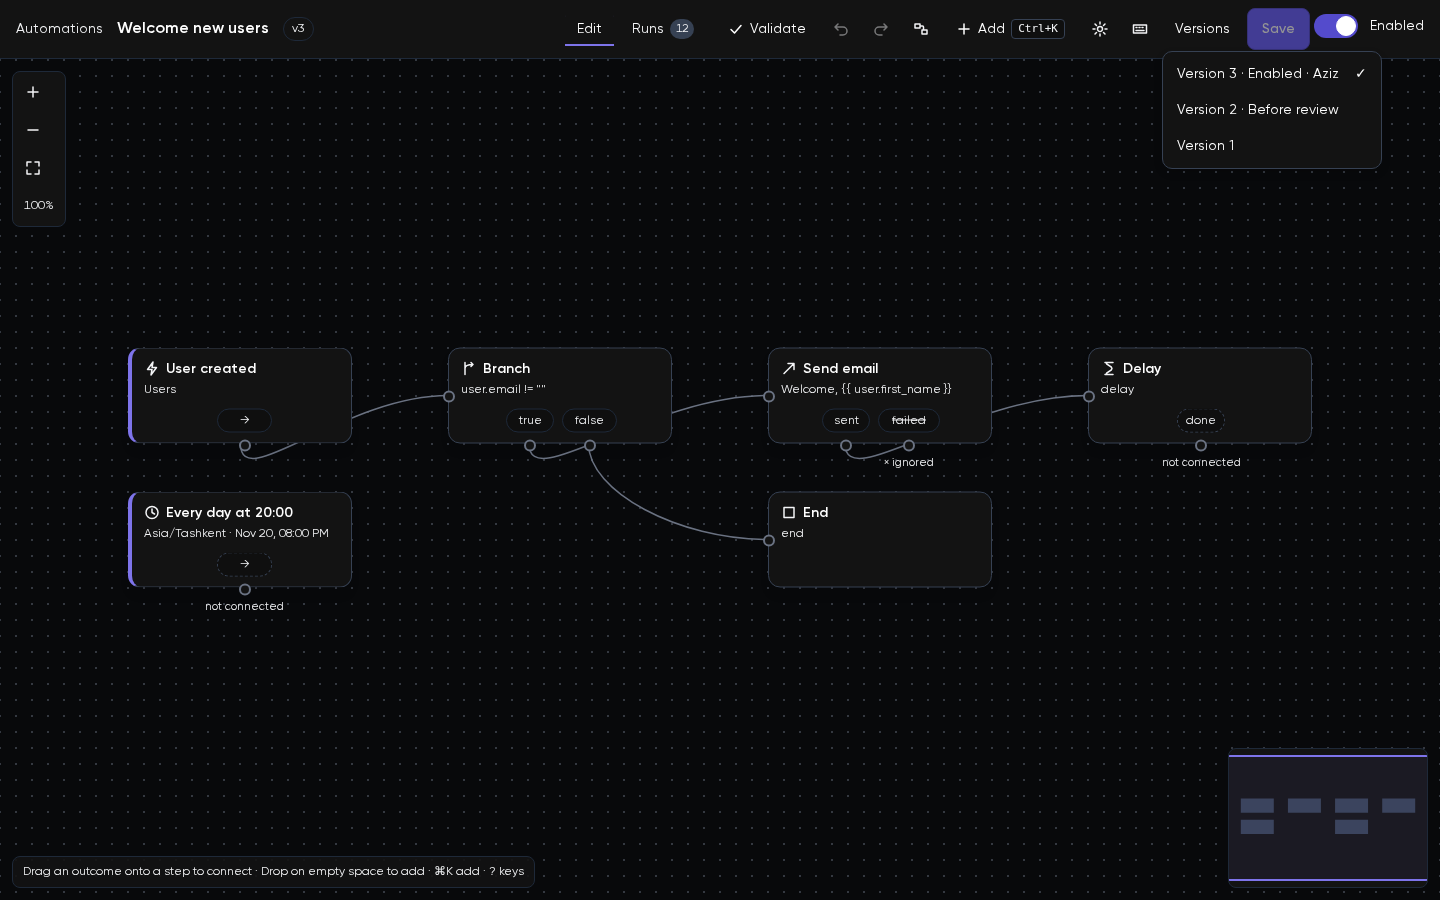 Automations Welcome new users v3 Edit Runs 12 Validate Add Ctrl+K Versions Save Enabled
Version 3 · Enabled · Aziz ✓
Version 2 · Before review
Version 1
100%
User created
Users
→
Branch
user.email != ""
true false
Send email
Welcome, {{ user.first_name }}
sent failed
× ignored
Delay
delay
done
not connected
Every day at 20:00
Asia/Tashkent · Nov 20, 08:00 PM
→
not connected
End
end
Drag an outcome onto a step to connect · Drop on empty space to add · ⌘K add · ? keys